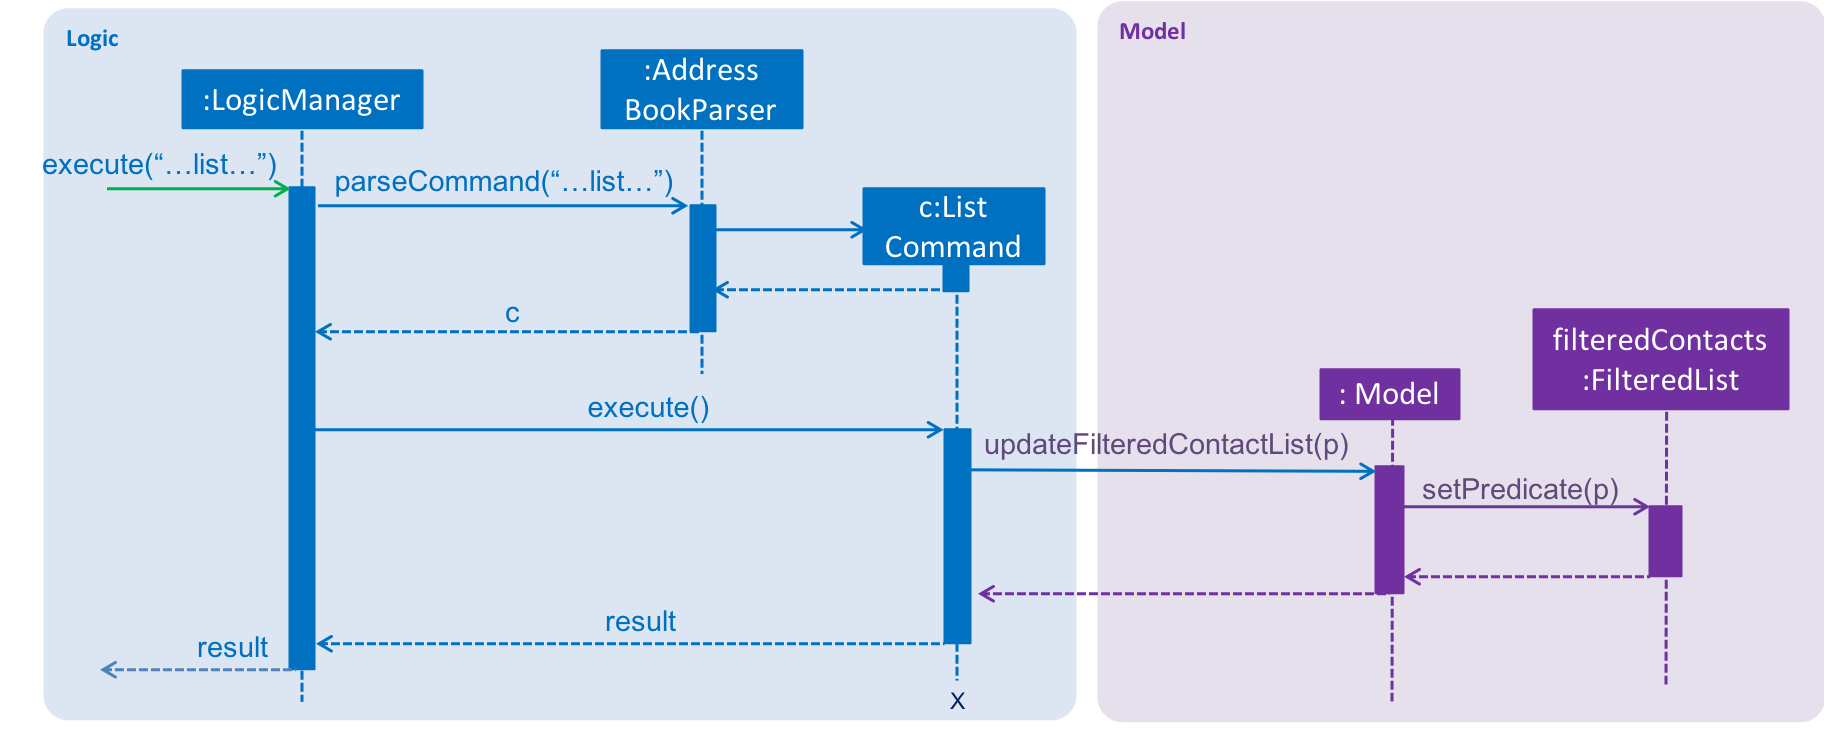 Logic
Model
:LogicManager
:Address
BookParser
execute(“…list…”)
parseCommand(“…list…”)
c:List
Command
c
filteredContacts
:FilteredList
: Model
execute()
updateFilteredContactList(p)
setPredicate(p)
result
result
x